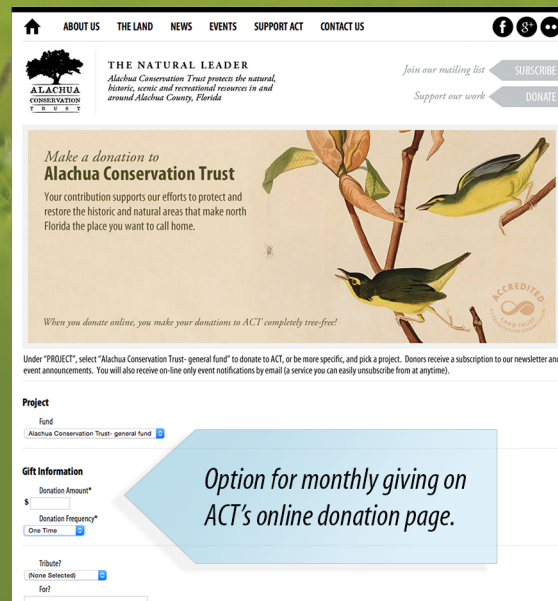 ABOUT US THE LAND NEWS EVENTS SUPPORT ACT CONTACT US
ALACHUA
CONSERVATION
TRUST
THE NATURAL LEADER
Alachua Conservation Trust protects the natural,
historic, scenic and recreational resources in and
around Alachua County, Florida
Join our mailing list SUBSCRIBE
Support our work DONATE
Make a donation to
Alachua Conservation Trust
Your contribution supports our efforts to protect and
restore the historic and natural areas that make north
Florida the place you want to call home.
ACCREDITED
LAND TRUST
When you donate online, you make your donations to ACT completely tree-free!
Under "PROJECT", select "Alachua Conservation Trust- general fund" to donate to ACT, or be more specific, and pick a project. Donors receive a subscription to our newsletter and
event announcements. You will also receive on-line only event notifications by email (a service you can easily unsubscribe from at anytime).
Project
Fund
Alachua Conservation Trust- general fund
Gift Information
Donation Amount*
$
Donation Frequency*
One Time
Option for monthly giving on
ACT's online donation page.
Tribute?
(None Selected)
For?